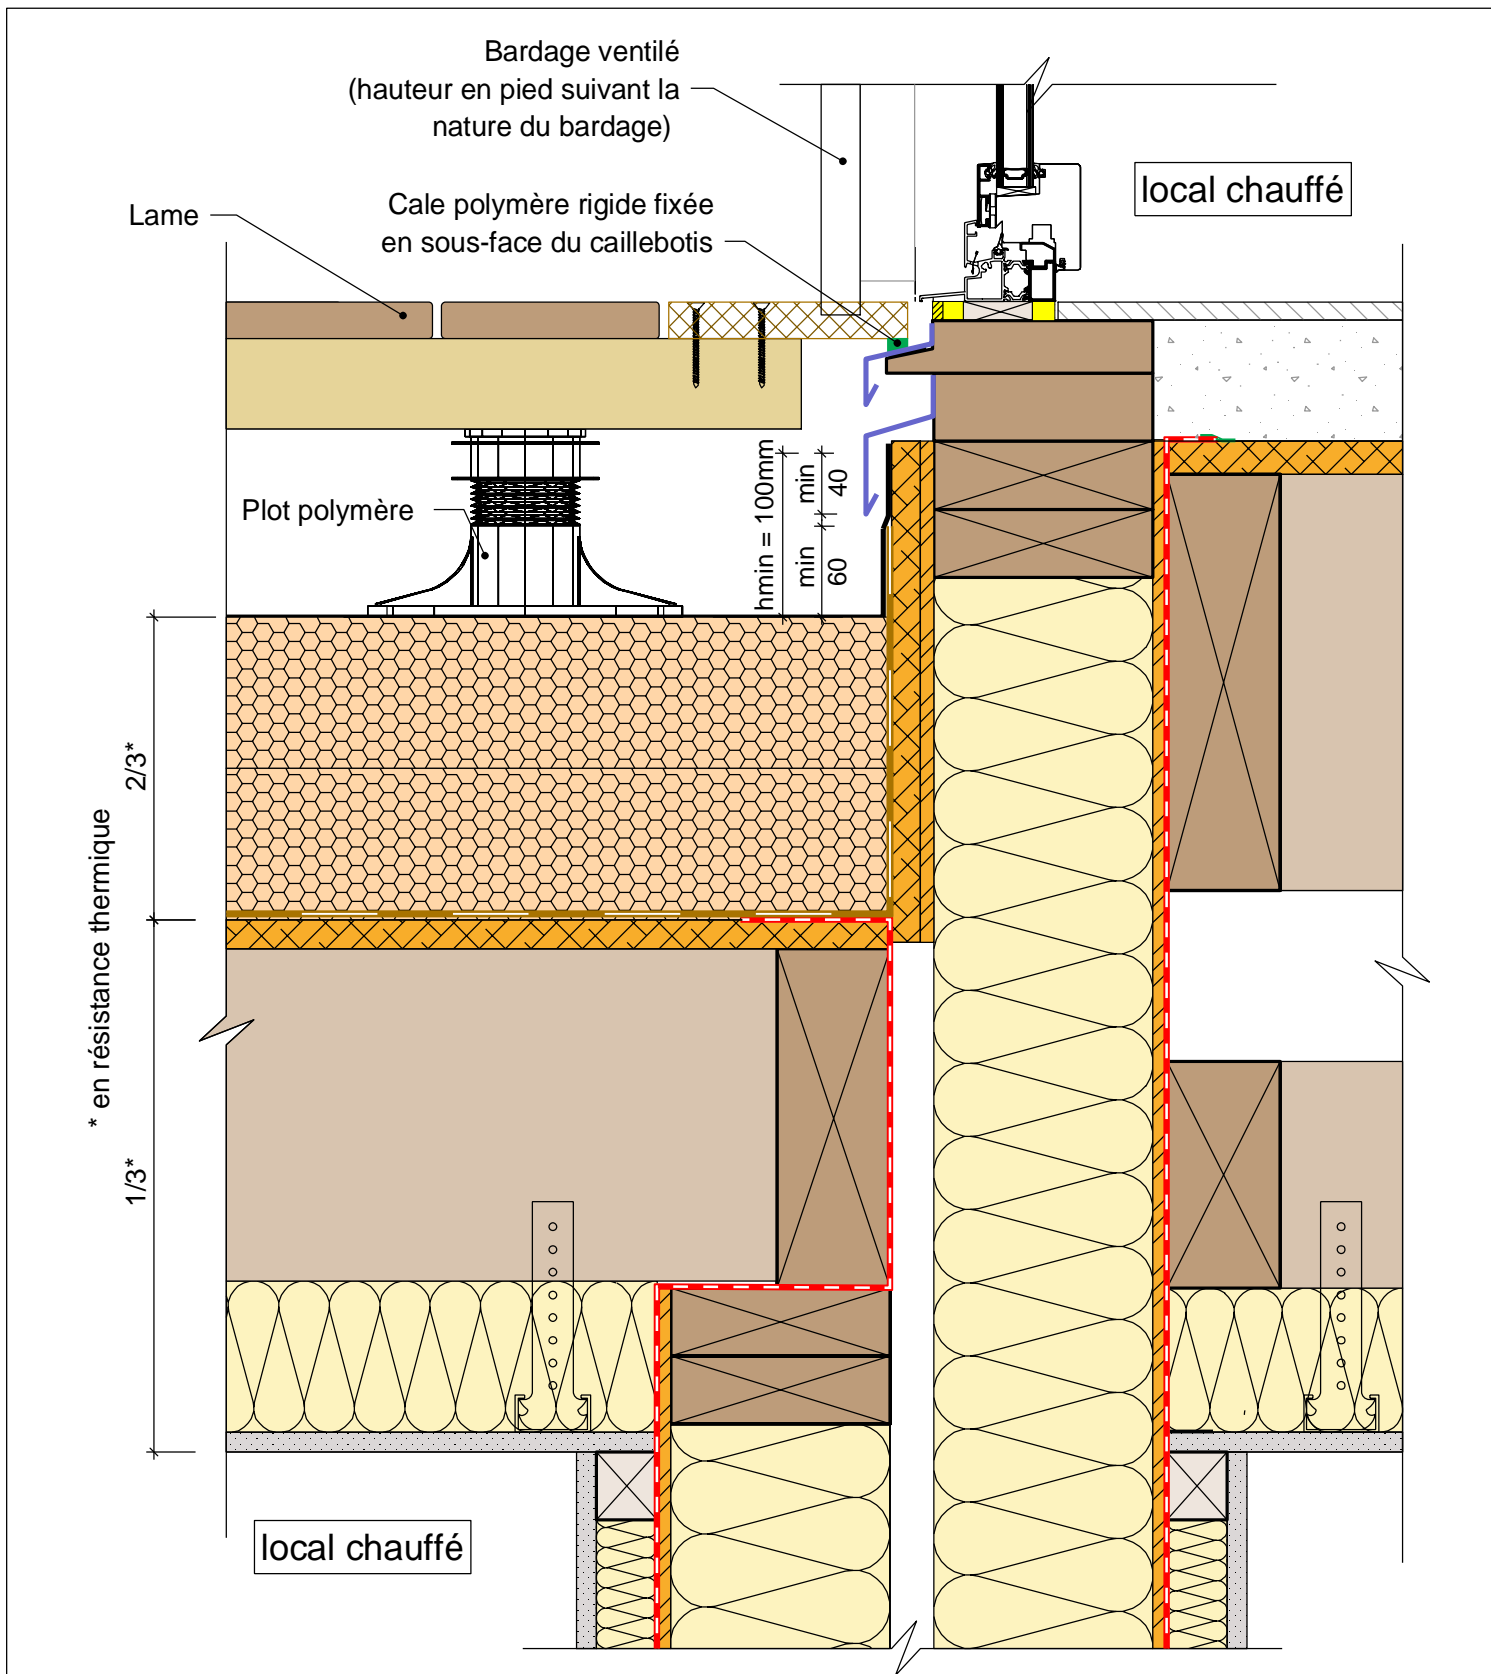 Bardage ventilé
(hauteur en pied suivant la
nature du bardage)
local chauffé
Cale polymère rigide fixée
en sous-face du caillebotis
Lame
Plot polymère
hmin = 100mm
min
40
min
60
2/3*
* en résistance thermique
1/3*
local chauffé